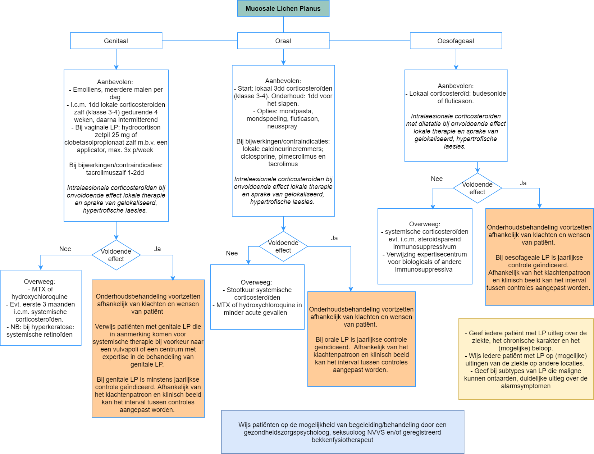 Mucosale Lichen Planus
Genitaal
Oraal
Oesofageaal
Aanbevolen:
- Emolliens, meerdere malen per
dag.
- I.c.m. 1dd lokale corticosteroïden
zalf (klasse 3-4) gedurende 4
weken, daarna intermitterend
- Bij vaginale LP: hydrocortison
zetpil 25 mg of
clobetasolpropionaat zalf m.b.v. een
applicator, max. 3x p/week
Bij bijwerkingen/contraindicaties:
tacrolimuszalf 1-2dd
Intralesionale corticosteroïden bij
onvoldoende effect lokale therapie
en sprake van gelokaliseerd,
hypertrofische laesies.
Voldoende
effect
Nee
Ja
Overweeg:
- MTX of
hydroxychloroquine
- Evt. eerste 3 maanden
i.c.m. systemische
corticosteroïden.
- NB: bij hyperkeratose:
systemische retinoïden
Onderhoudsbehandeling voortzetten
afhankelijk van klachten en wensen
van patiënt
Verwijs patiënten met genitale LP die
in aanmerking komen voor
systemische therapie bij voorkeur naar
een vulvapoli of een centrum met
expertise in de behandeling van
genitale LP.
Bij genitale LP is minstens jaarlijkse
controle geïndiceerd. Afhankelijk van
het klachtenpatroon en klinisch beeld
kan het interval tussen controles
aangepast worden.
Aanbevolen:
- Start: lokaal 3dd corticosteroïden
(klasse 3-4). Onderhoud: 1dd voor
het slapen.
- Opties: mondpasta,
mondspoeling, fluticason,
neusspray
Bij bijwerkingen/contraindicaties:
lokale calcineurineremmers;
ciclosporine, pimecrolimus en
tacrolimus
Intralesionale corticosteroïden bij
onvoldoende effect lokale therapie
en sprake van gelokaliseerd,
hypertrofische laesies.
Voldoende
effect
Nee
Ja
Overweeg:
- Stootkuur systemische
corticosteroïden
- MTX of hydroxychloroquine in
minder acute gevallen
Onderhoudsbehandeling voortzetten
afhankelijk van klachten en wensen
van patiënt.
Bij orale LP is jaarlijkse controle
geïndiceerd. Afhankelijk van het
klachtenpatroon en klinisch beeld
kan het interval tussen controles
aangepast worden.
Aanbevolen:
- Lokaal corticosteroïd: budesonide
of fluticason.
Intralesionale corticosteroïden
met dilatatie bij onvoldoende effect
lokale therapie en sprake van
gelokaliseerd, hypertrofische
laesies.
Voldoende
effect
Nee
Ja
Overweeg:
- systemische corticosteroïden
evt. i.c.m. steroïdsparend
immunosuppressivum
- Verwijzing expertisecentrum
voor biologicals of andere
immunosuppressiva
Onderhoudsbehandeling voortzetten
afhankelijk van klachten en wensen
van patiënt.
Bij oesofageale LP is jaarlijkse
controle geïndiceerd.
Afhankelijk van het klachtenpatroon
en klinisch beeld kan het interval
tussen controles aangepast worden.
- Geef iedere patiënt met LP uitleg over de
ziekte, het chronische karakter en het
(mogelijke) beloop.
- Wijs iedere patiënt met LP op (mogelijke)
uitingen van de ziekte op andere locaties.
- Geef bij subtypes van LP die maligne
kunnen ontaarden, duidelijke uitleg over de
alarmsymptomen
Wijs patiënten op de mogelijkheid van begeleiding/behandeling door een
gezondheidszorgspsycholoog, seksuoloog NVVS en/of geregistreerd
bekkenfysiotherapeut